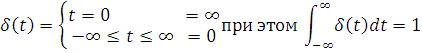 δ(t) = { t = 0 = ∞
−∞ ≤ t ≤ ∞ = 0 при этом ∫_{−∞}^{∞} δ(t)dt = 1